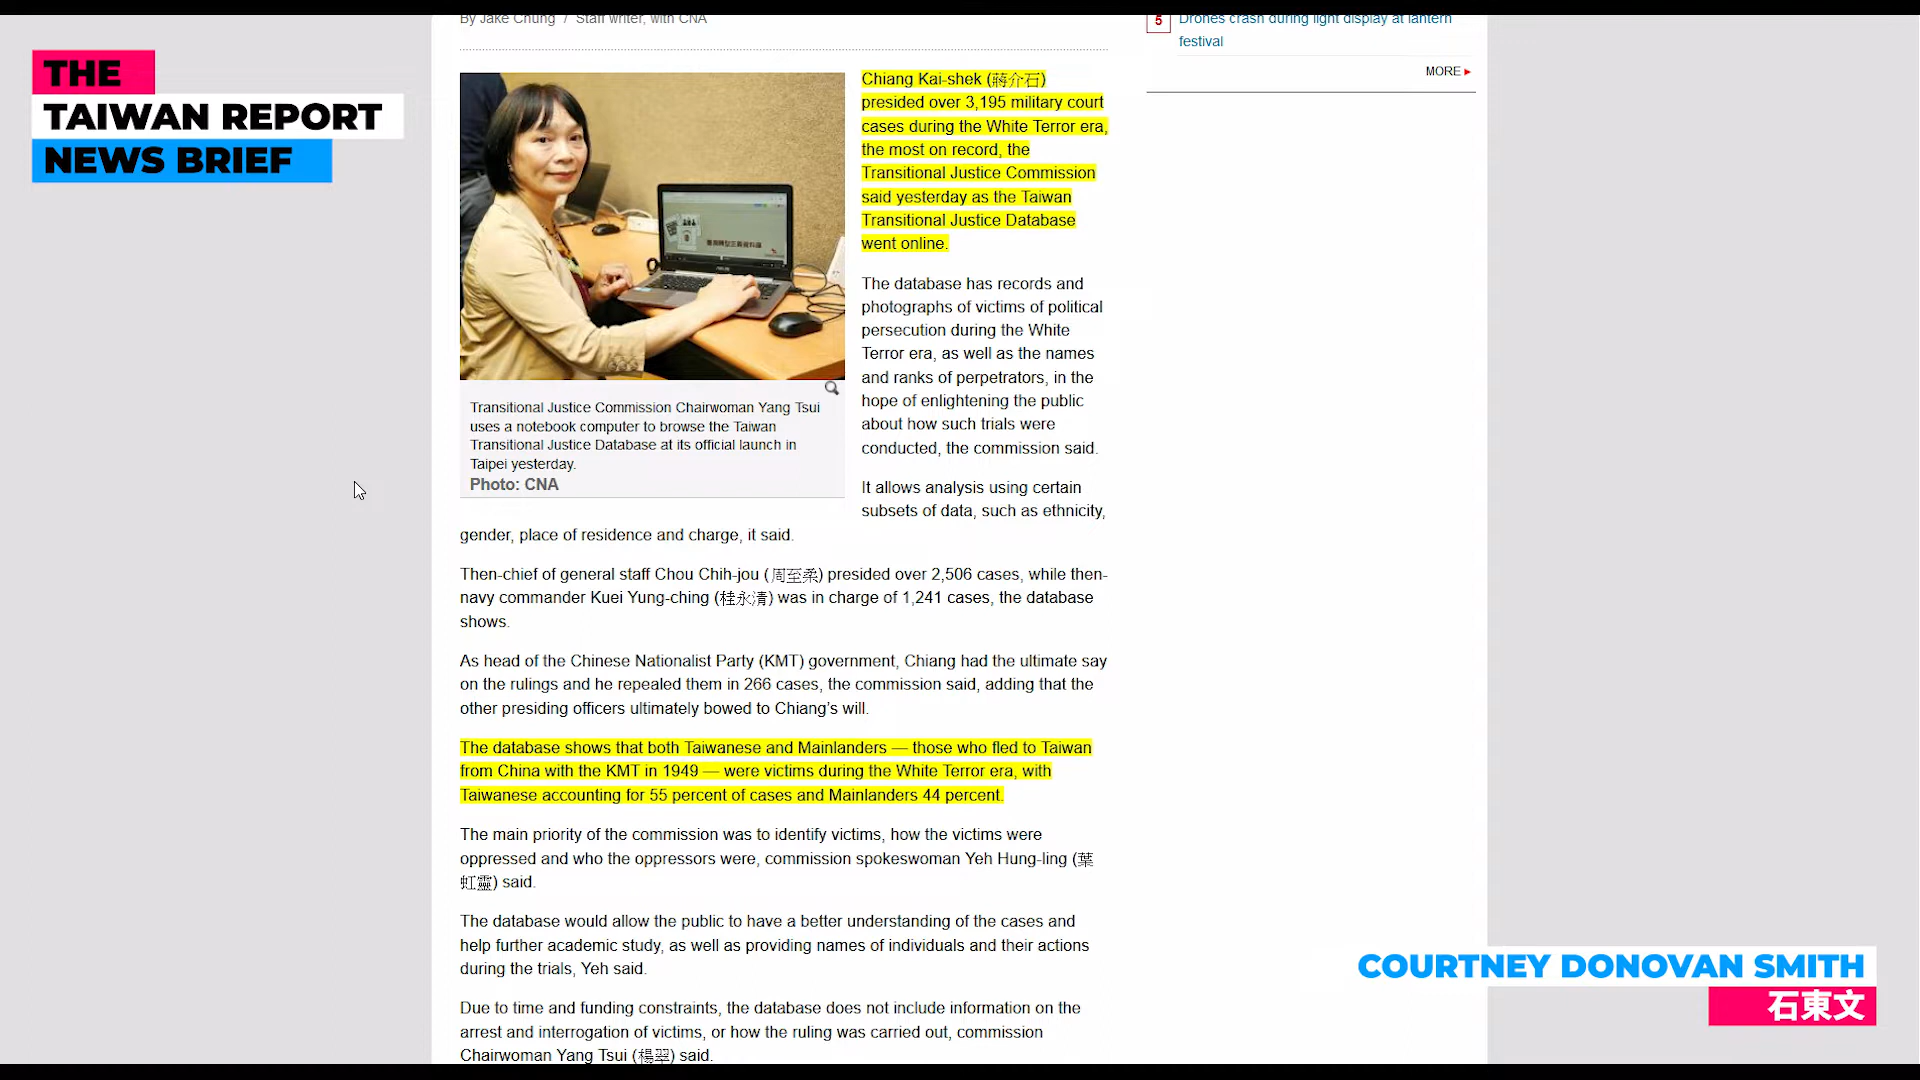 THE
TAIWAN REPORT
NEWS BRIEF
By Jake Chung / Staff writer, with CNA
Transitional Justice Commission Chairwoman Yang Tsui
uses a notebook computer to browse the Taiwan
Transitional Justice Database at its official launch in
Taipei yesterday.
Photo: CNA
Chiang Kai-shek (蔣介石)
presided over 3,195 military court
cases during the White Terror era,
the most on record, the
Transitional Justice Commission
said yesterday as the Taiwan
Transitional Justice Database
went online.
The database has records and
photographs of victims of political
persecution during the White
Terror era, as well as the names
and ranks of perpetrators, in the
hope of enlightening the public
about how such trials were
conducted, the commission said.
It allows analysis using certain
subsets of data, such as ethnicity,
gender, place of residence and charge, it said.
Then-chief of general staff Chou Chih-jou (周至柔) presided over 2,506 cases, while then-
navy commander Kuei Yung-ching (桂永清) was in charge of 1,241 cases, the database
shows.
As head of the Chinese Nationalist Party (KMT) government, Chiang had the ultimate say
on the rulings and he repealed them in 266 cases, the commission said, adding that the
other presiding officers ultimately bowed to Chiang’s will.
The database shows that both Taiwanese and Mainlanders — those who fled to Taiwan
from China with the KMT in 1949 — were victims during the White Terror era, with
Taiwanese accounting for 55 percent of cases and Mainlanders 44 percent.
The main priority of the commission was to identify victims, how the victims were
oppressed and who the oppressors were, commission spokeswoman Yeh Hung-ling (葉
虹靈) said.
The database would allow the public to have a better understanding of the cases and
help further academic study, as well as providing names of individuals and their actions
during the trials, Yeh said.
Due to time and funding constraints, the database does not include information on the
arrest and interrogation of victims, or how the ruling was carried out, commission
Chairwoman Yang Tsui (楊翠) said.
5 Drones crash during light display at lantern
festival
MORE
COURTNEY DONOVAN SMITH
石東文